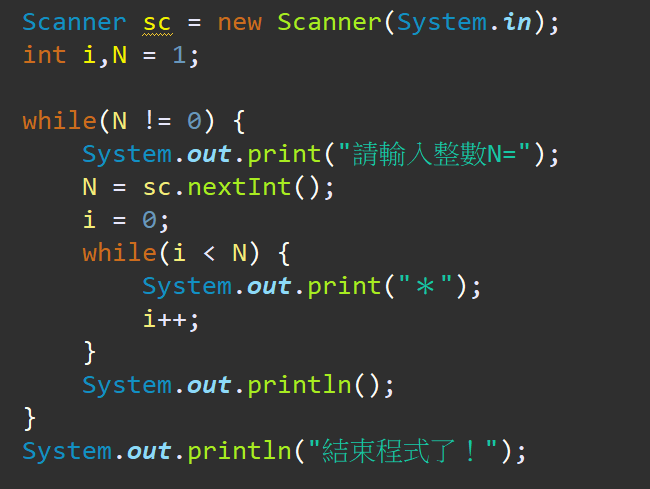 Scanner sc = new Scanner(System.in);
int i,N = 1;

while(N != 0) {
    System.out.print("請輸入整數N=");
    N = sc.nextInt();
    i = 0;
    while(i < N) {
        System.out.print("＊");
        i++;
    }
    System.out.println();
}
System.out.println("結束程式了！");